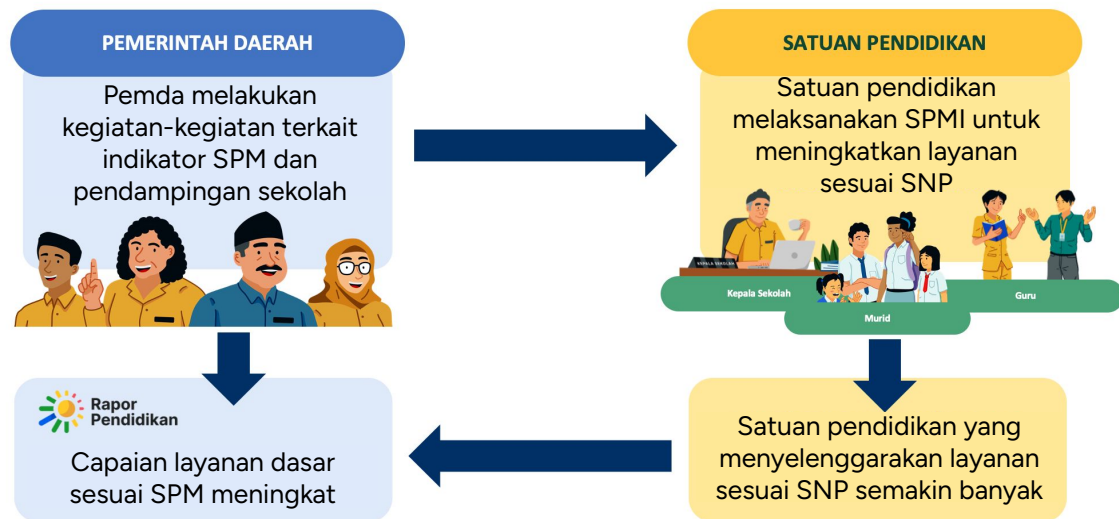 PEMERINTAH DAERAH
Pemda melakukan
kegiatan-kegiatan terkait
indikator SPM dan
pendampingan sekolah
SATUAN PENDIDIKAN
Satuan pendidikan
melaksanakan SPMI untuk
meningkatkan layanan
sesuai SNP
KEPALA SEKOLAH
Kepala Sekolah
Murid
Guru
Rapor
Pendidikan
Capaian layanan dasar
sesuai SPM meningkat
Satuan pendidikan yang
menyelenggarakan layanan
sesuai SNP semakin banyak